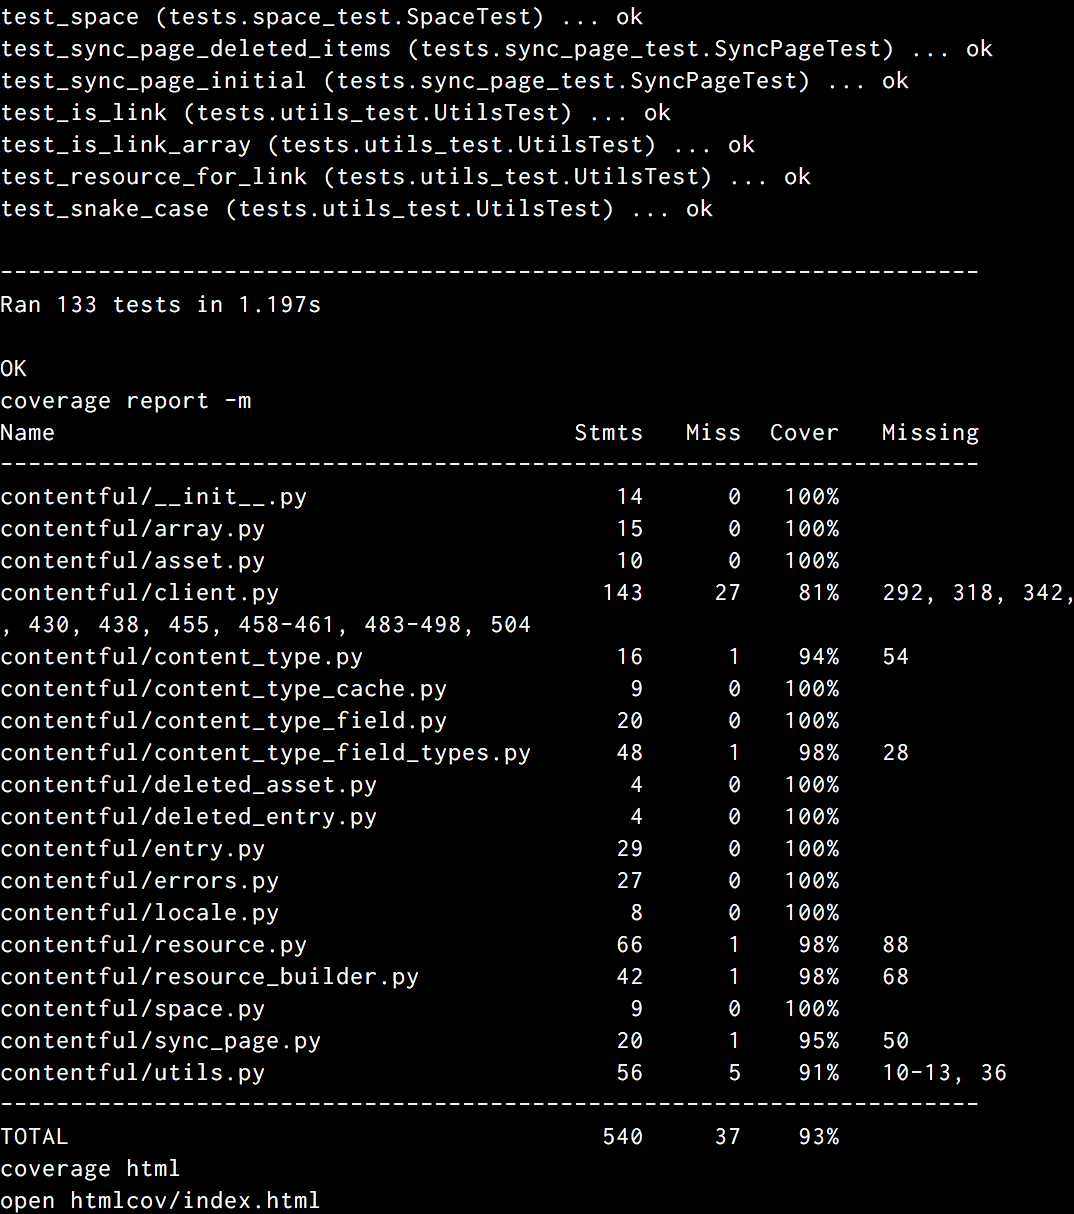 test_space (tests.space_test.SpaceTest) ... ok
test_sync_page_deleted_items (tests.sync_page_test.SyncPageTest) ... ok
test_sync_page_initial (tests.sync_page_test.SyncPageTest) ... ok
test_is_link (tests.utils_test.UtilsTest) ... ok
test_is_link_array (tests.utils_test.UtilsTest) ... ok
test_resource_for_link (tests.utils_test.UtilsTest) ... ok
test_snake_case (tests.utils_test.UtilsTest) ... ok

----------------------------------------------------------------------
Ran 133 tests in 1.197s

OK
coverage report -m
Name                                     Stmts   Miss  Cover   Missing
----------------------------------------------------------------------
contentful/__init__.py                      14      0   100%
contentful/array.py                         15      0   100%
contentful/asset.py                         10      0   100%
contentful/client.py                       143     27    81%   292, 318, 342,
, 430, 438, 455, 458-461, 483-498, 504
contentful/content_type.py                  16      1    94%   54
contentful/content_type_cache.py             9      0   100%
contentful/content_type_field.py            20      0   100%
contentful/content_type_field_types.py      48      1    98%   28
contentful/deleted_asset.py                  4      0   100%
contentful/deleted_entry.py                  4      0   100%
contentful/entry.py                         29      0   100%
contentful/errors.py                        27      0   100%
contentful/locale.py                         8      0   100%
contentful/resource.py                      66      1    98%   88
contentful/resource_builder.py              42      1    98%   68
contentful/space.py                          9      0   100%
contentful/sync_page.py                     20      1    95%   50
contentful/utils.py                         56      5    91%   10-13, 36
----------------------------------------------------------------------
TOTAL                                      540     37    93%
coverage html
open htmlcov/index.html